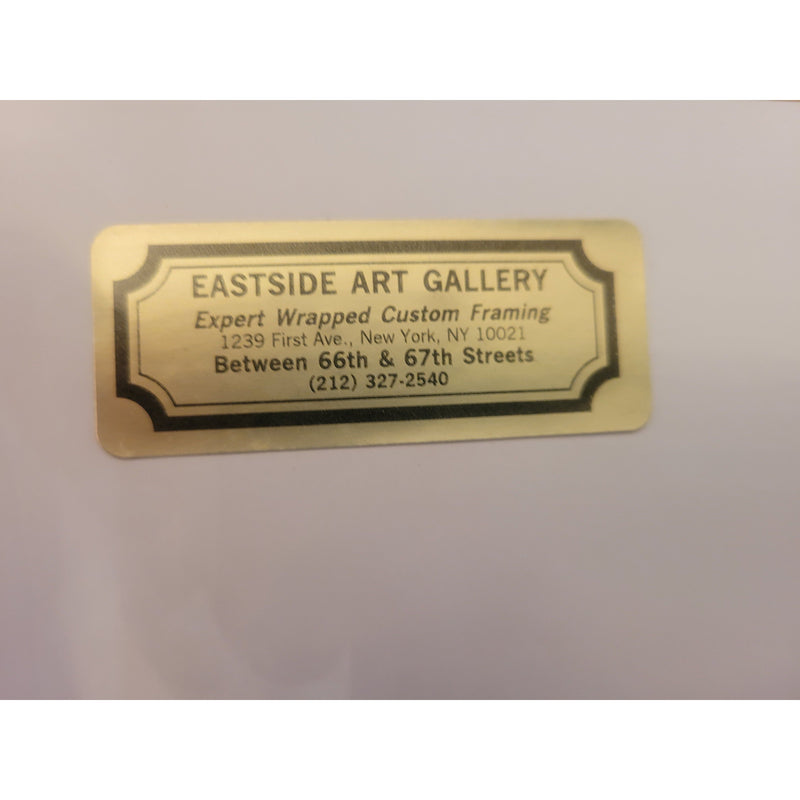 EASTSIDE ART GALLERY
Expert Wrapped Custom Framing
1239 First Ave., New York, NY 10021
Between 66th & 67th Streets
(212) 327-2540